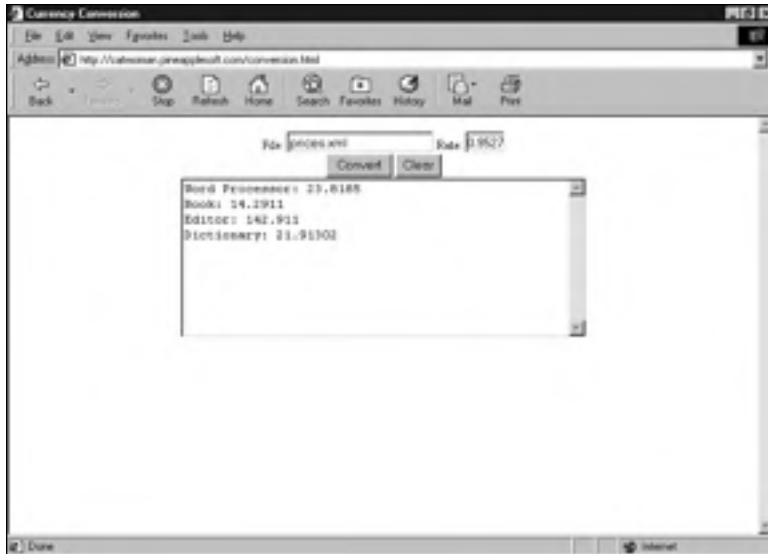 Currency Conversion
File Edit View Favorites Tools Help
Address http://catwoman.pineapplesoft.com/conversion.html
Back Forward Stop Refresh Home Search Favorites History Mail Print
File prices.xml Rate 0.9527
Convert Clear
Word Processor: 23.8185
Book: 14.2911
Editor: 142.911
Dictionary: 21.91302
Done Internet